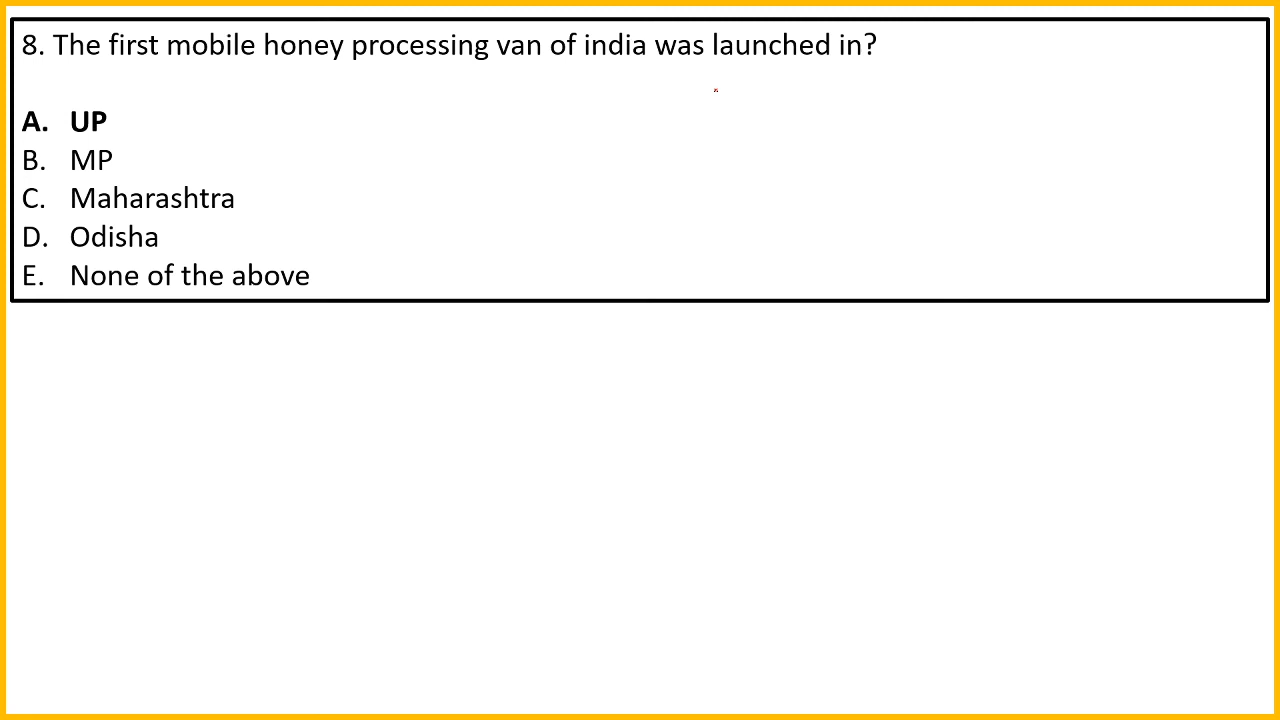 8. The first mobile honey processing van of india was launched in?
A. UP
B. MP
C. Maharashtra
D. Odisha
E. None of the above